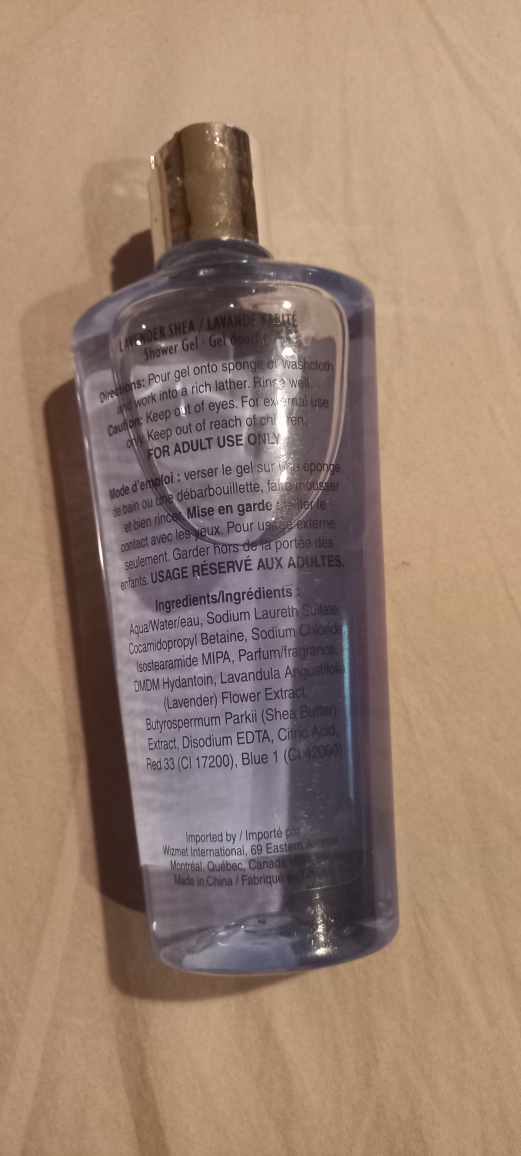 LAVENDER SHEA / LAVANDE KARITÉ
Shower Gel - Gel douche
Directions: Pour gel onto sponge or washcloth
and work into a rich lather. Rinse well.
Caution: Keep out of eyes. For external use
only. Keep out of reach of children.
FOR ADULT USE ONLY
Mode d'emploi : verser le gel sur une éponge
de bain ou une débarbouillette, faire mousser
et bien rincer. Mise en garde : éviter le
contact avec les yeux. Pour usage externe
seulement. Garder hors de la portée des
enfants. USAGE RÉSERVÉ AUX ADULTES.
Ingredients/Ingrédients :
Aqua/Water/eau, Sodium Laureth Sulfate,
Cocamidopropyl Betaine, Sodium Chloride,
Isostearamide MIPA, Parfum/fragrance,
DMDM Hydantoin, Lavandula Angustifolia
(Lavender) Flower Extract,
Butyrospermum Parkii (Shea Butter)
Extract, Disodium EDTA, Citric Acid,
Red 33 (CI 17200), Blue 1 (CI 42090)
Imported by / Importé par
Wizmet International, 69 Eastern
Montréal, Québec, Canada
Made in China / Fabriqué en